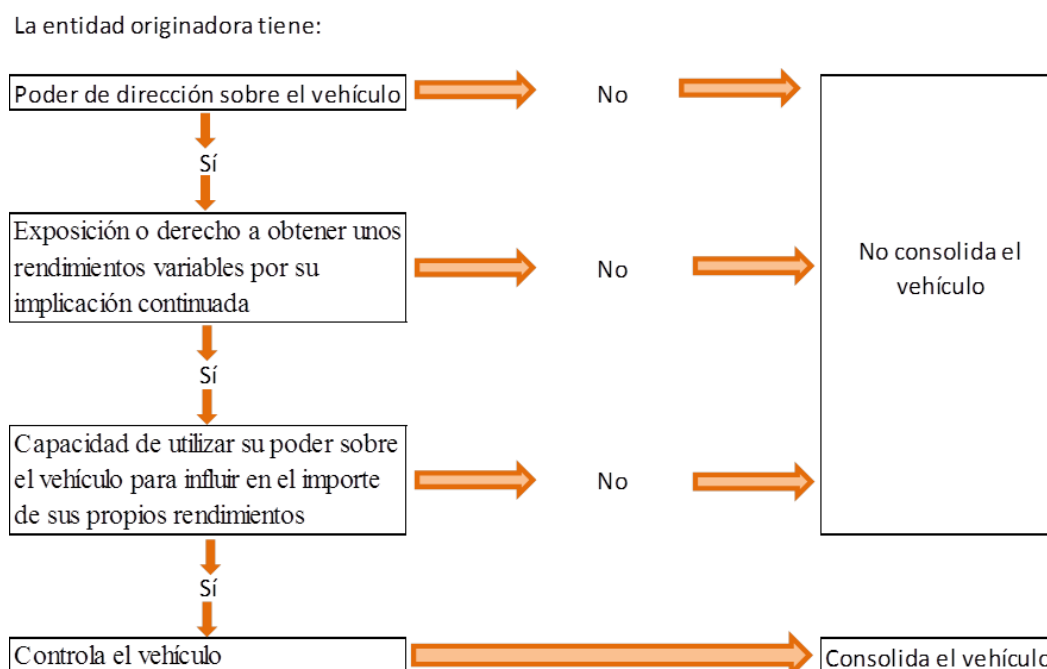 La entidad originadora tiene:
Poder de dirección sobre el vehículo
No
Sí
Exposición o derecho a obtener unos
rendimientos variables por su
implicación continuada
No
No consolida el
vehículo
Sí
Capacidad de utilizar su poder sobre
el vehículo para influir en el importe
de sus propios rendimientos
No
Sí
Controla el vehículo
Consolida el vehículo